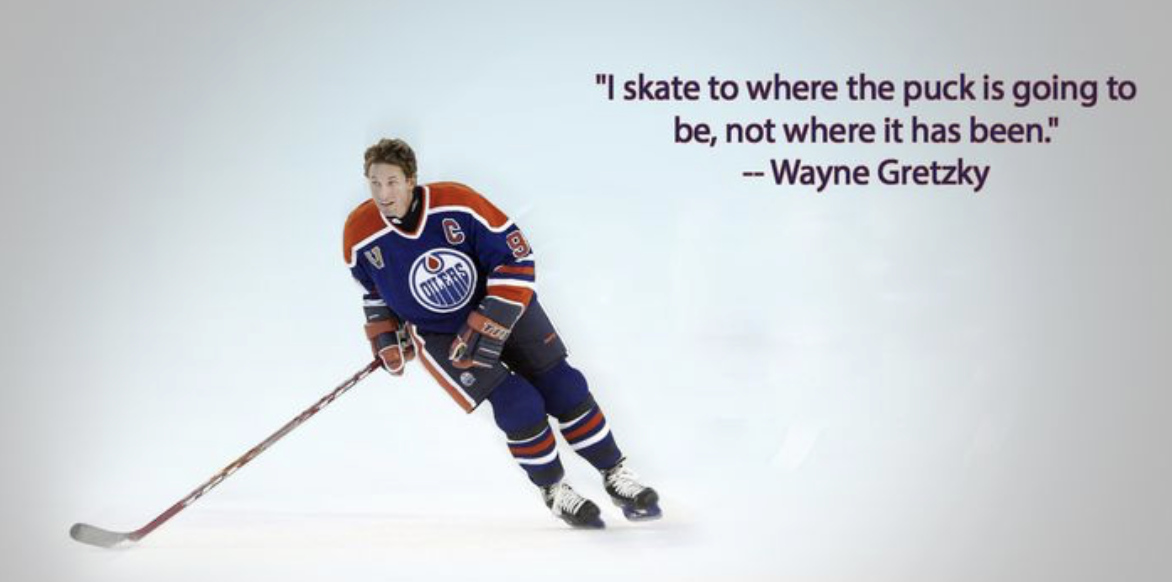 "I skate to where the puck is going to
be, not where it has been."
-- Wayne Gretzky
C
9
OILERS